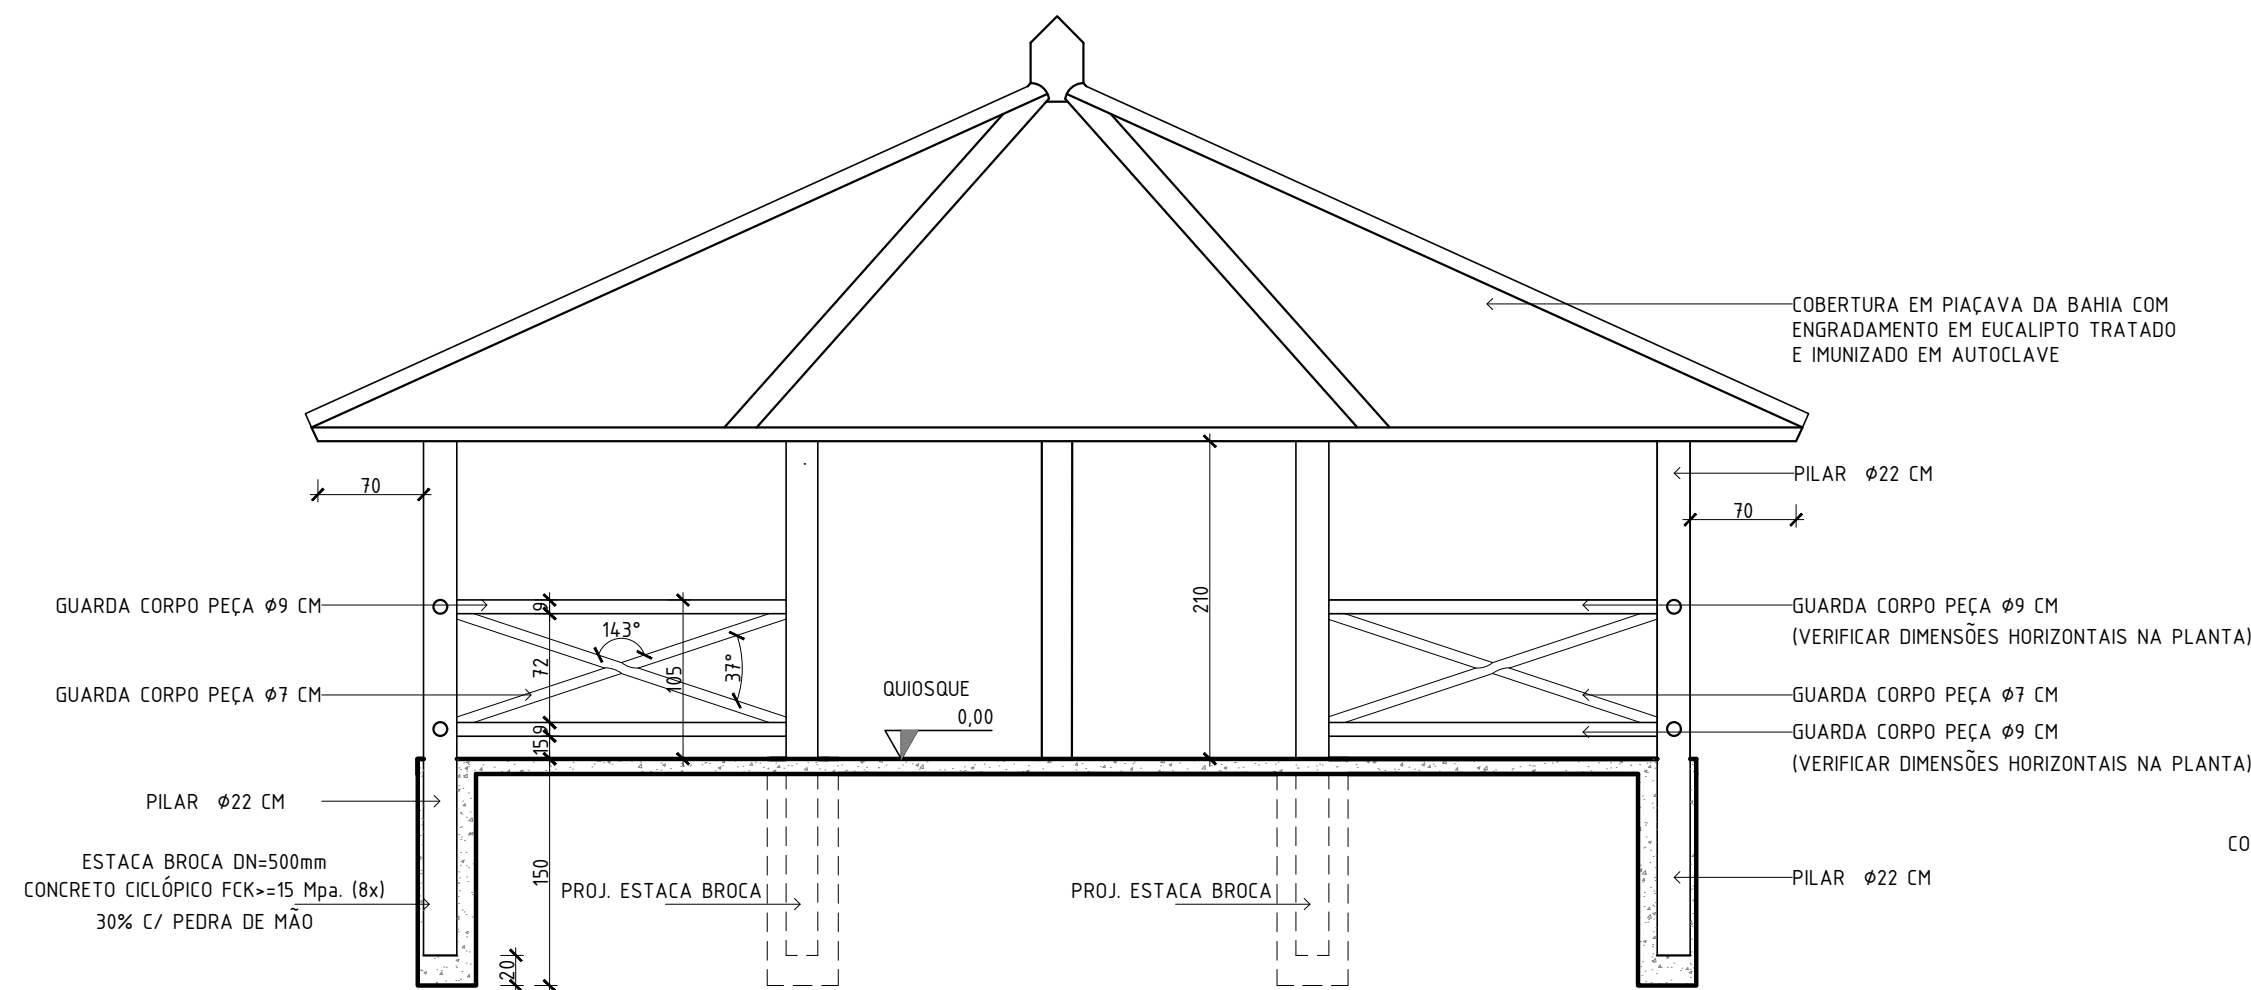 COBERTURA EM PIAÇAVA DA BAHIA COM
ENGRADAMENTO EM EUCALIPTO TRATADO
E IMUNIZADO EM AUTOCLAVE
PILAR Ø22 CM
70
70
210
GUARDA CORPO PEÇA Ø9 CM
9
GUARDA CORPO PEÇA Ø9 CM
(VERIFICAR DIMENSÕES HORIZONTAIS NA PLANTA)
143°
72
105
37°
GUARDA CORPO PEÇA Ø7 CM
QUIOSQUE
0,00
GUARDA CORPO PEÇA Ø7 CM
9
15
GUARDA CORPO PEÇA Ø9 CM
(VERIFICAR DIMENSÕES HORIZONTAIS NA PLANTA)
PILAR Ø22 CM
CO
ESTACA BROCA DN=500mm
CONCRETO CICLÓPICO FCK>=15 Mpa. (8x)
30% C/ PEDRA DE MÃO
150
PROJ. ESTACA BROCA
PROJ. ESTACA BROCA
PILAR Ø22 CM
20